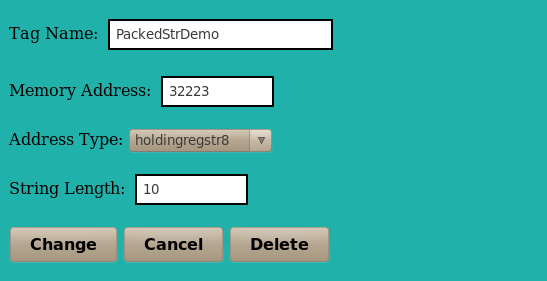 Tag Name: PackedStrDemo
Memory Address: 32223
Address Type: holdingregstr8
String Length: 10
Change Cancel Delete